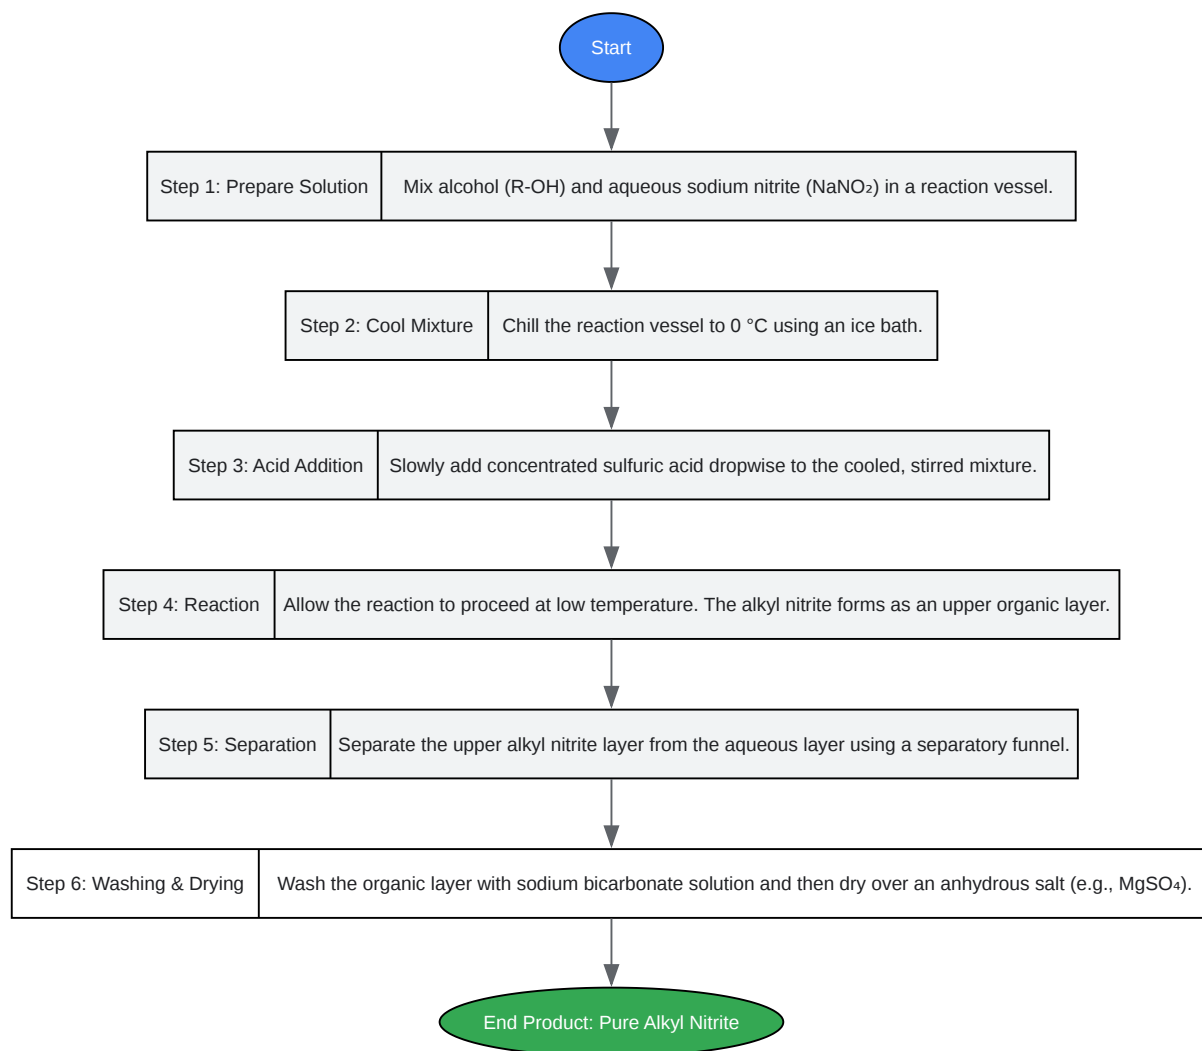 Start
Step 1: Prepare Solution
Mix alcohol (R-OH) and aqueous sodium nitrite (NaNO₂) in a reaction vessel.
Step 2: Cool Mixture
Chill the reaction vessel to 0 °C using an ice bath.
Step 3: Acid Addition
Slowly add concentrated sulfuric acid dropwise to the cooled, stirred mixture.
Step 4: Reaction
Allow the reaction to proceed at low temperature. The alkyl nitrite forms as an upper organic layer.
Step 5: Separation
Separate the upper alkyl nitrite layer from the aqueous layer using a separatory funnel.
Step 6: Washing & Drying
Wash the organic layer with sodium bicarbonate solution and then dry over an anhydrous salt (e.g., MgSO₄).
End Product: Pure Alkyl Nitrite